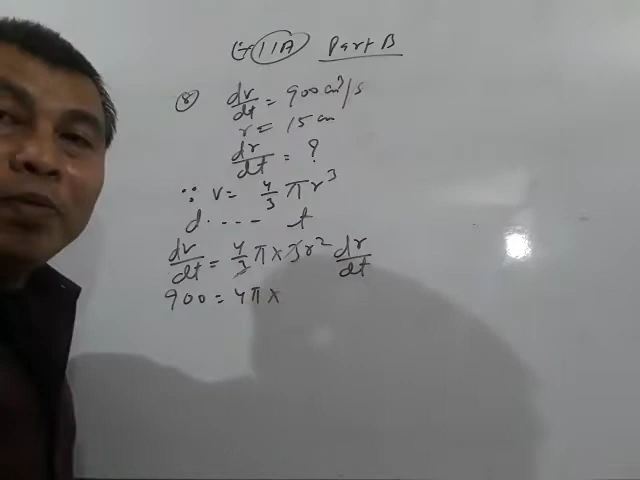 G-11A Part B
(8) dv/dt = 900 cm³/s
r = 15 cm
dr/dt = ?
∵ v = 4/3 πr³
d .... t
dv/dt = 4/3 π × 3r² dr/dt
900 = 4π ×